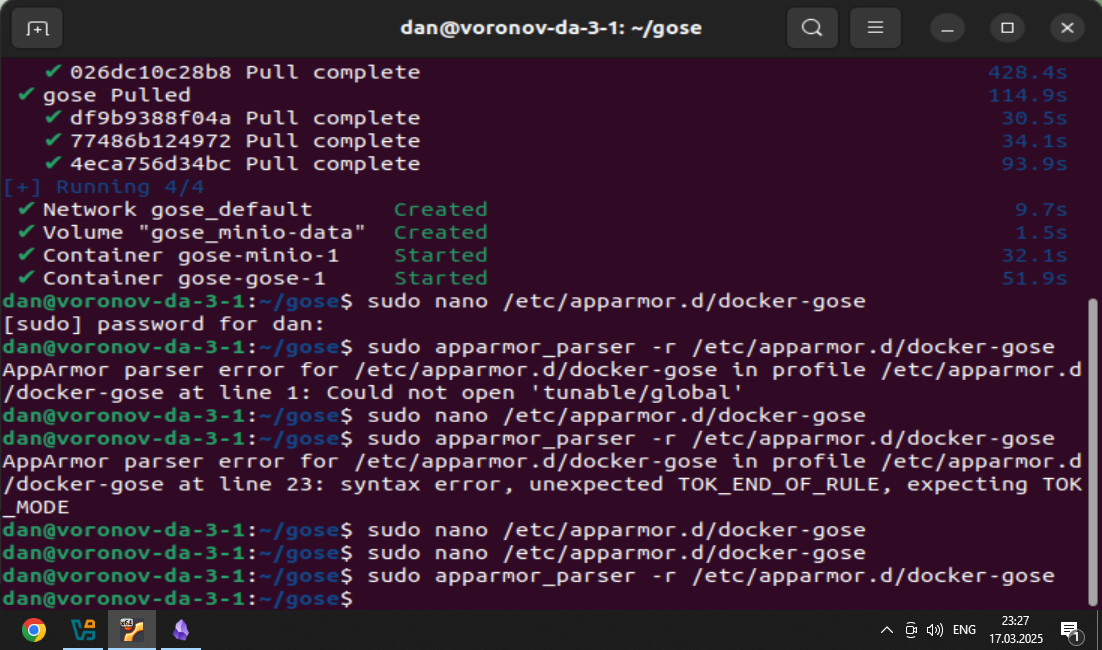 dan@voronov-da-3-1: ~/gose
✔ 026dc10c28b8 Pull complete 428.4s
✔ gose Pulled 114.9s
✔ df9b9388f04a Pull complete 30.5s
✔ 77486b124972 Pull complete 34.1s
✔ 4eca756d34bc Pull complete 93.9s
[+] Running 4/4
✔ Network gose_default Created 9.7s
✔ Volume "gose_minio-data" Created 1.5s
✔ Container gose-minio-1 Started 32.1s
✔ Container gose-gose-1 Started 51.9s
dan@voronov-da-3-1:~/gose$ sudo nano /etc/apparmor.d/docker-gose
[sudo] password for dan:
dan@voronov-da-3-1:~/gose$ sudo apparmor_parser -r /etc/apparmor.d/docker-gose
AppArmor parser error for /etc/apparmor.d/docker-gose in profile /etc/apparmor.d
/docker-gose at line 1: Could not open 'tunable/global'
dan@voronov-da-3-1:~/gose$ sudo nano /etc/apparmor.d/docker-gose
dan@voronov-da-3-1:~/gose$ sudo apparmor_parser -r /etc/apparmor.d/docker-gose
AppArmor parser error for /etc/apparmor.d/docker-gose in profile /etc/apparmor.d
/docker-gose at line 23: syntax error, unexpected TOK_END_OF_RULE, expecting TOK
_MODE
dan@voronov-da-3-1:~/gose$ sudo nano /etc/apparmor.d/docker-gose
dan@voronov-da-3-1:~/gose$ sudo nano /etc/apparmor.d/docker-gose
dan@voronov-da-3-1:~/gose$ sudo apparmor_parser -r /etc/apparmor.d/docker-gose
dan@voronov-da-3-1:~/gose$
x64
ENG
23:27
17.03.2025
1